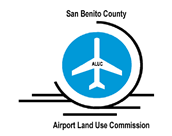 San Benito County
ALUC
Airport Land Use Commission